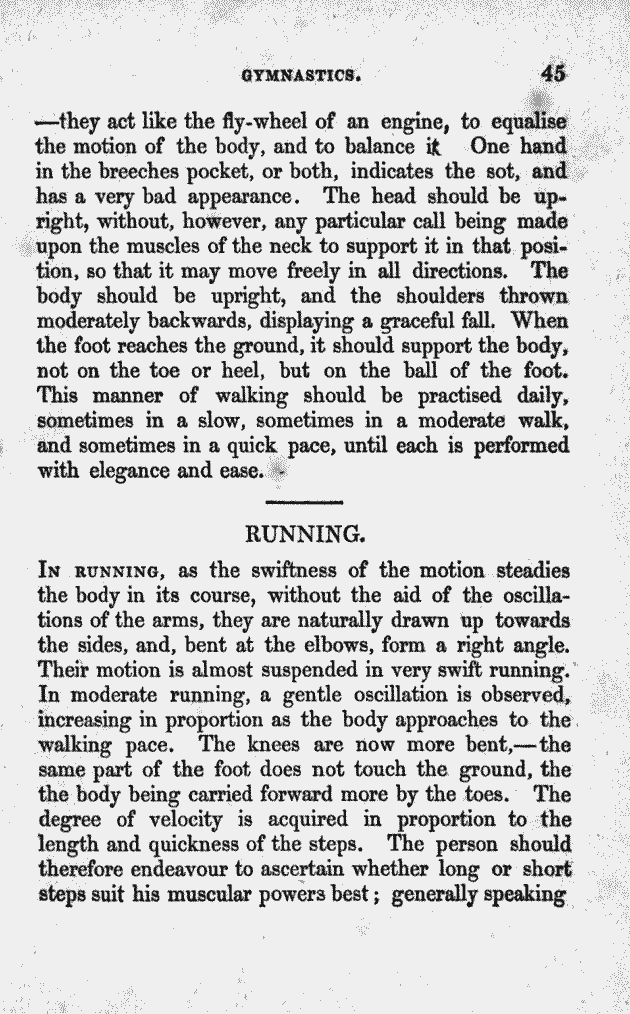 GYMNASTICS. 45
—they act like the fly-wheel of an engine, to equalise
the motion of the body, and to balance it One hand
in the breeches pocket, or both, indicates the sot, and
has a very bad appearance. The head should be up-
right, without, however, any particular call being made
upon the muscles of the neck to support it in that posi-
tion, so that it may move freely in all directions. The
body should be upright, and the shoulders thrown
moderately backwards, displaying a graceful fall. When
the foot reaches the ground, it should support the body,
not on the toe or heel, but on the ball of the foot.
This manner of walking should be practised daily,
sometimes in a slow, sometimes in a moderate walk,
and sometimes in a quick pace, until each is performed
with elegance and ease.
RUNNING.
IN RUNNING, as the swiftness of the motion steadies
the body in its course, without the aid of the oscilla-
tions of the arms, they are naturally drawn up towards
the sides, and, bent at the elbows, form a right angle.
Their motion is almost suspended in very swift running.
In moderate running, a gentle oscillation is observed,
increasing in proportion as the body approaches to the
walking pace. The knees are now more bent,—the
same part of the foot does not touch the ground, the
the body being carried forward more by the toes. The
degree of velocity is acquired in proportion to the
length and quickness of the steps. The person should
therefore endeavour to ascertain whether long or short
steps suit his muscular powers best; generally speaking